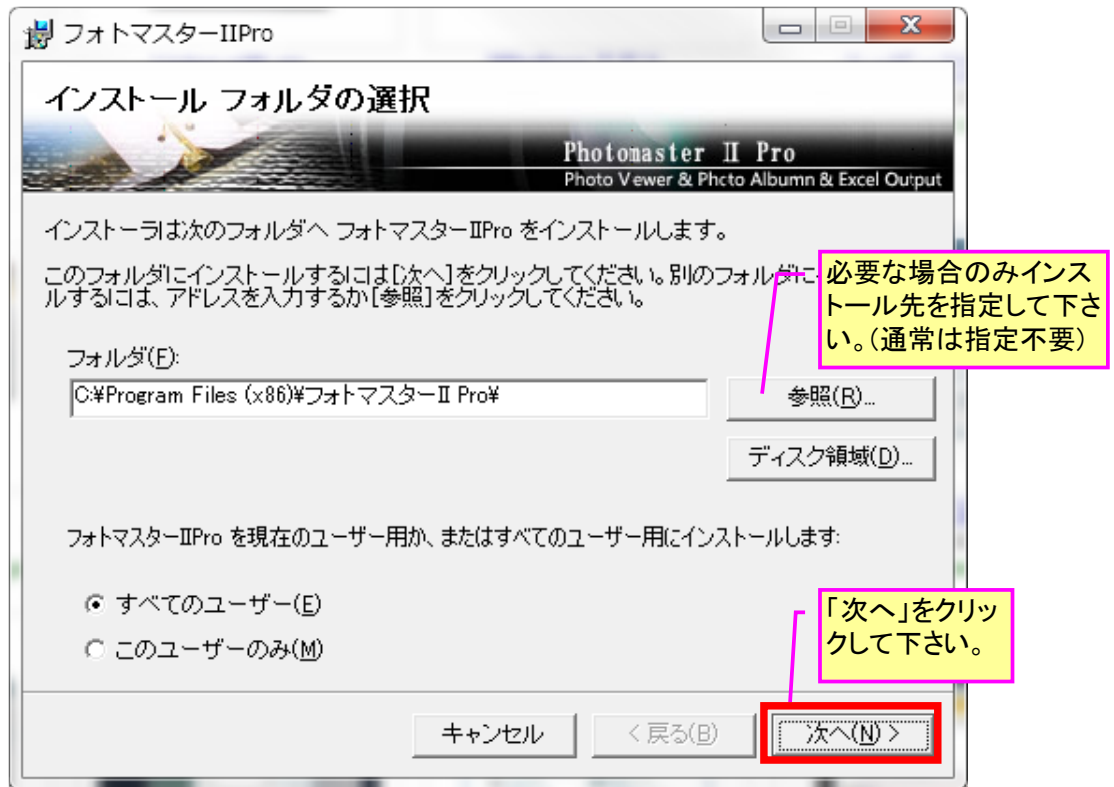 フォトマスターIIPro
インストール フォルダの選択
Photomaster II Pro
Photo Vewer & Phcto Albumn & Excel Output
インストーラは次のフォルダへ フォトマスターIIPro をインストールします。
このフォルダにインストールするには[次へ]をクリックしてください。別のフォルダに
ルするには、アドレスを入力するか[参照]をクリックしてください。
必要な場合のみインス
トール先を指定して下さ
い。（通常は指定不要）
フォルダ(F):
C:¥Program Files (x86)¥フォトマスターⅡ Pro¥
参照(R)...
ディスク領域(D)...
フォトマスターIIPro を現在のユーザー用か、またはすべてのユーザー用にインストールします:
すべてのユーザー(E)
このユーザーのみ(M)
「次へ」をクリッ
クして下さい。
キャンセル
< 戻る(B)
次へ(N) >